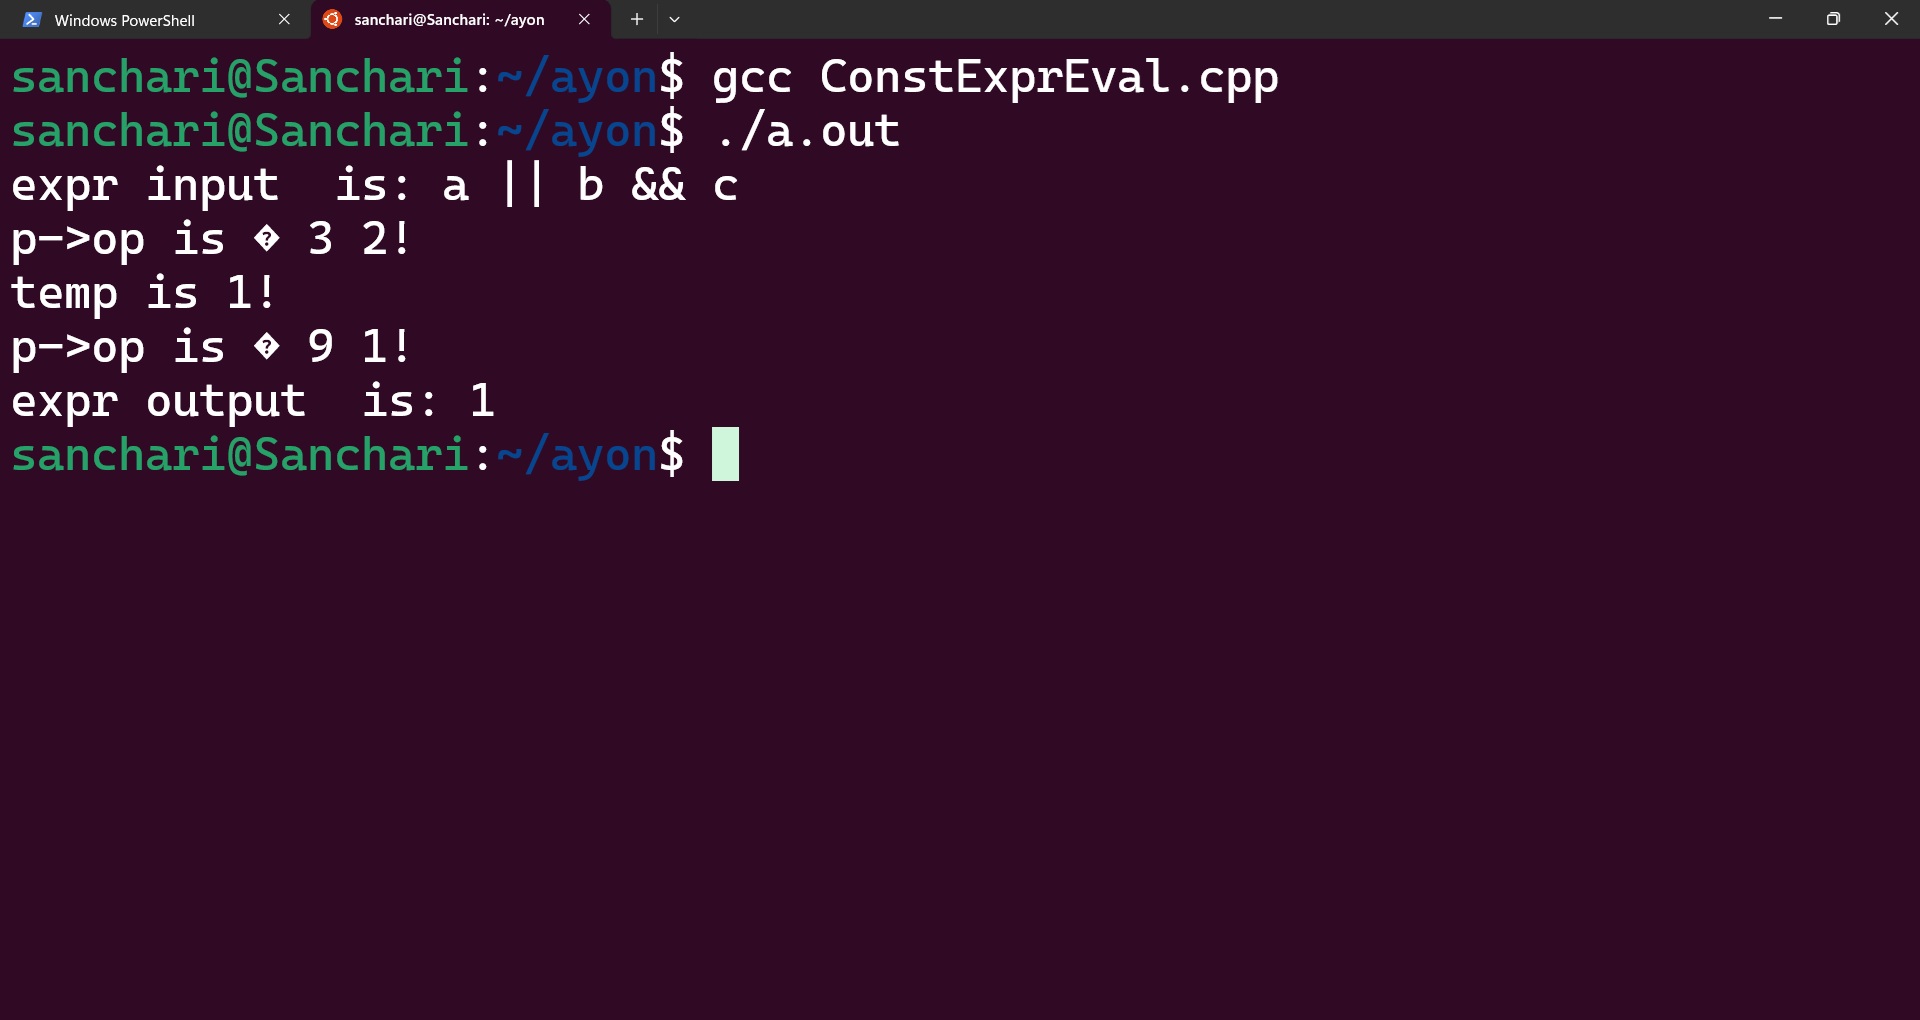 Windows PowerShell
sanchari@Sanchari: ~/ayon
sanchari@Sanchari:~/ayon$ gcc ConstExprEval.cpp
sanchari@Sanchari:~/ayon$ ./a.out
expr input  is: a || b && c
p->op is � 3 2!
temp is 1!
p->op is � 9 1!
expr output  is: 1
sanchari@Sanchari:~/ayon$